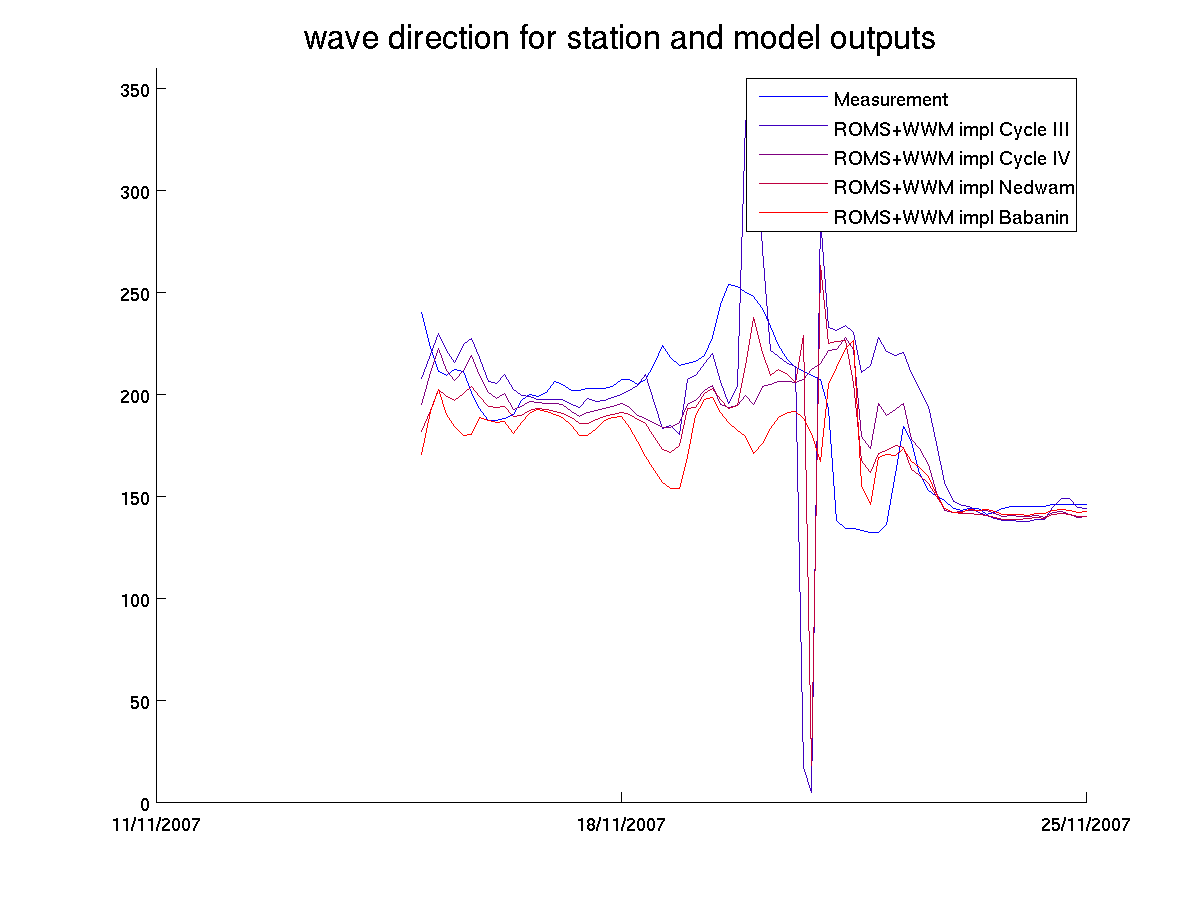 wave direction for station and model outputs
350
300
250
200
150
100
50
0
Measurement
ROMS+WWM impl Cycle III
ROMS+WWM impl Cycle IV
ROMS+WWM impl Nedwam
ROMS+WWM impl Babanin
11/11/2007
18/11/2007
25/11/2007